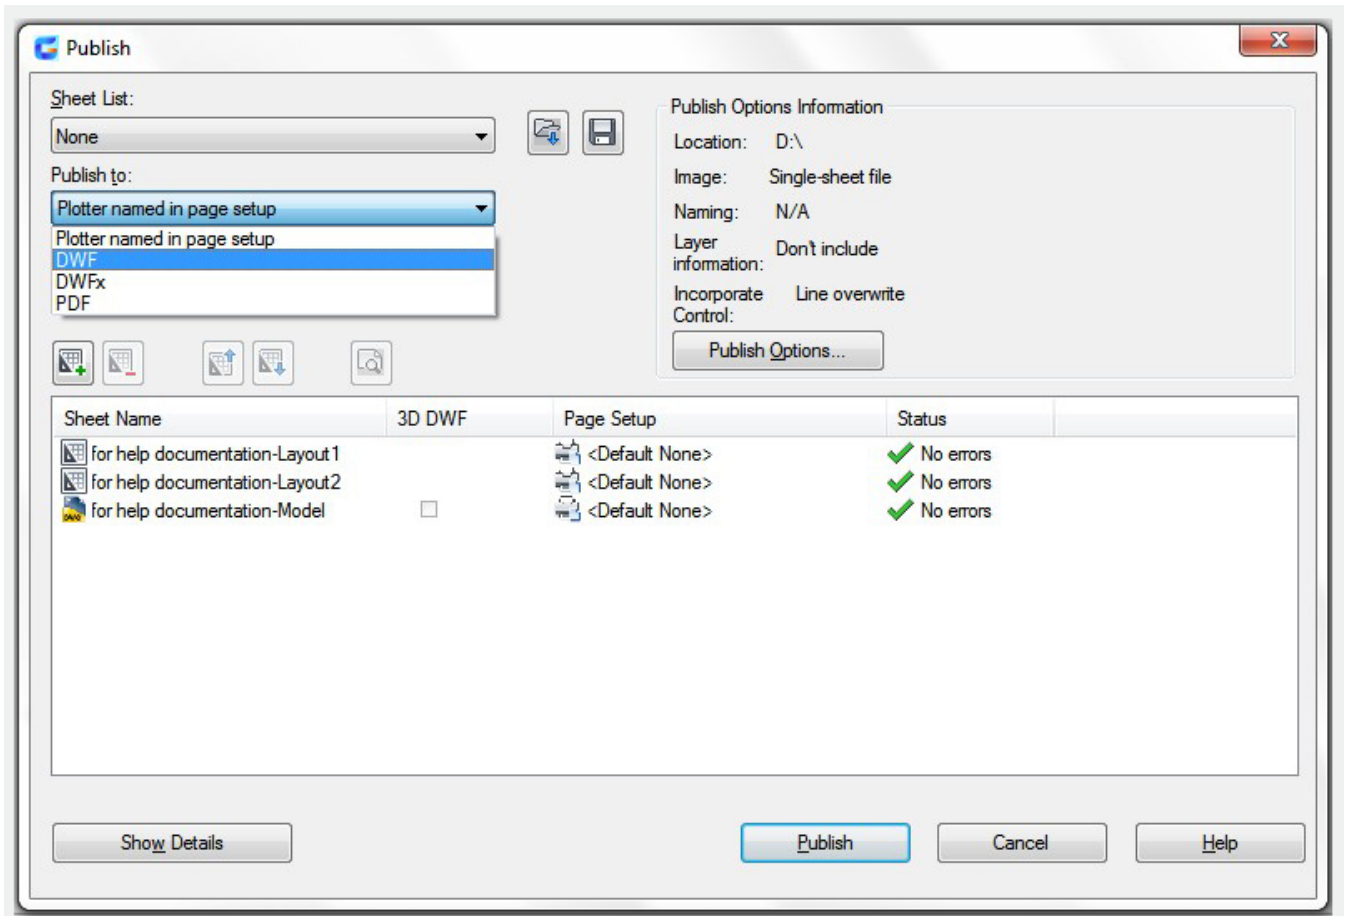 Publish
Sheet List:
None
Publish to:
Plotter named in page setup
Plotter named in page setup
DWF
DWFx
PDF
Publish Options Information
Location: D:\
Image: Single-sheet file
Naming: N/A
Layer
information: Don't include
Incorporate Line overwrite
Control:
Publish Options...
Sheet Name 3D DWF Page Setup Status
for help documentation-Layout1 <Default None> No errors
for help documentation-Layout2 <Default None> No errors
for help documentation-Model <Default None> No errors
Show Details Publish Cancel Help